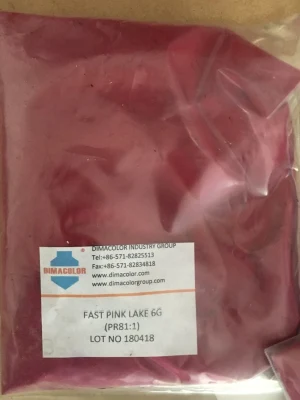 DIMACOLOR INDUSTRY GROUP
Tel:+86-571-82825513
Fax:+86-571-82834818
www.dimacolor.com
www.dimacolorgroup.com
DIMACOLOR
FAST PINK LAKE 6G
(PR81:1)
LOT NO 180418